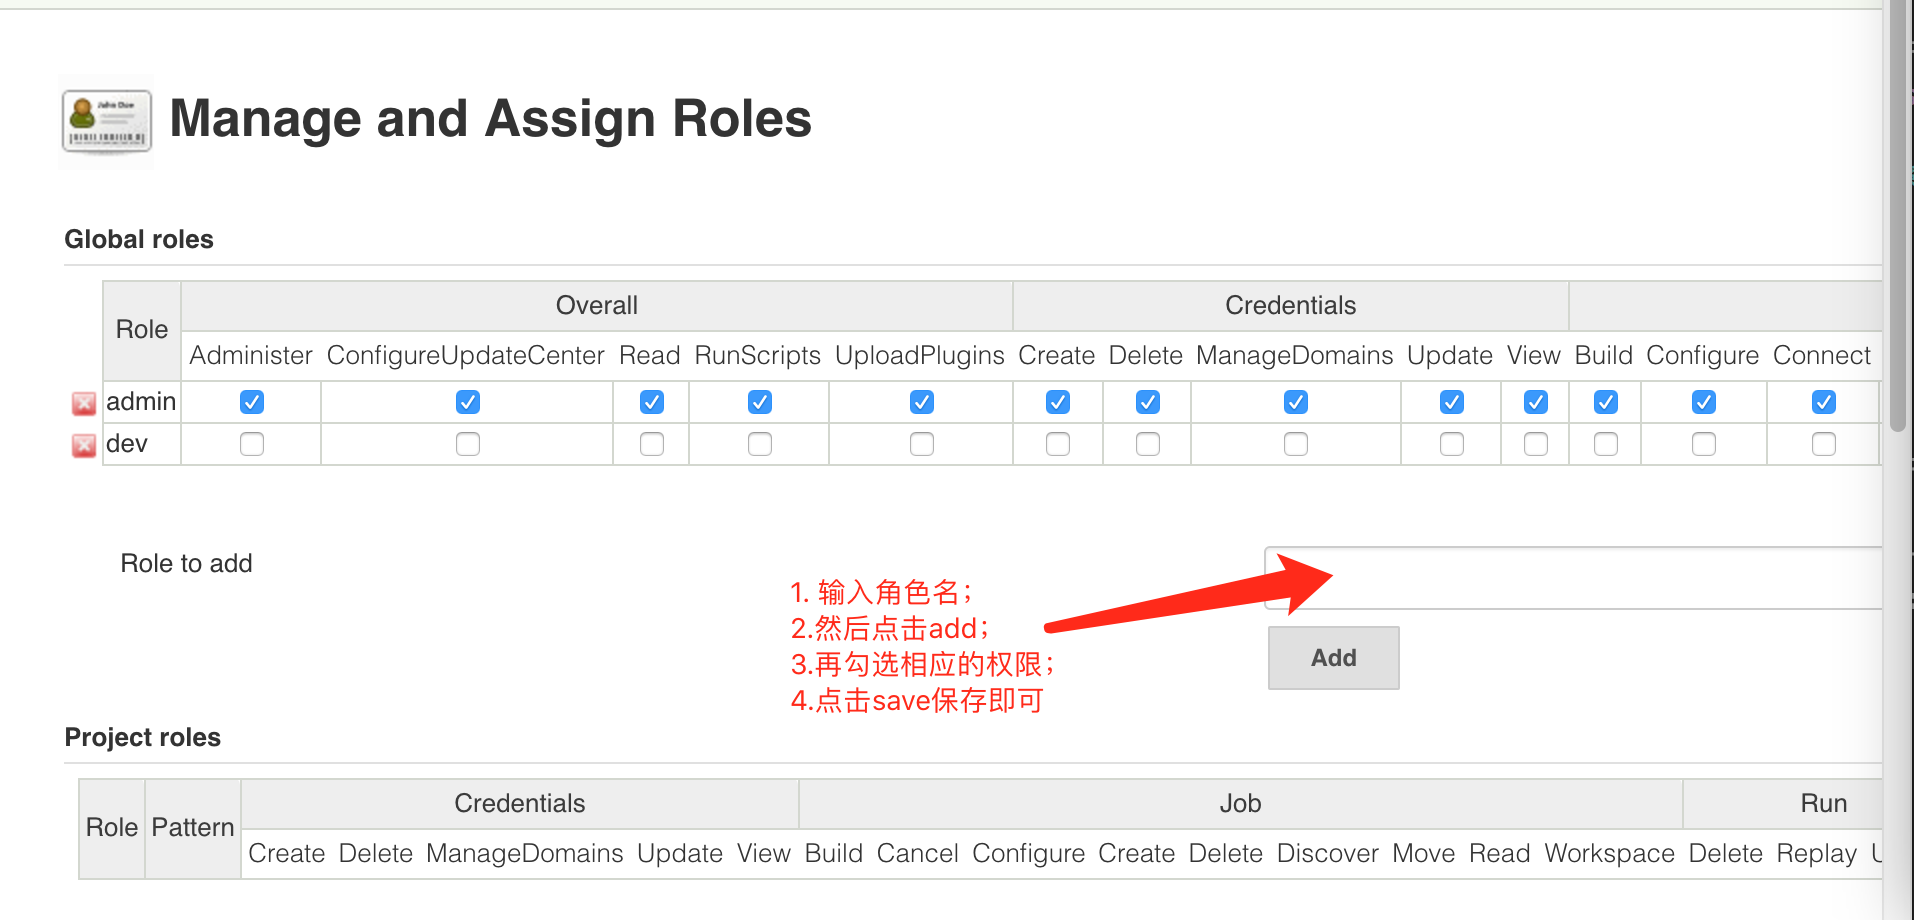 John Doe
Manage and Assign Roles
Global roles
Role Overall Credentials
Administer ConfigureUpdateCenter Read RunScripts UploadPlugins Create Delete ManageDomains Update View Build Configure Connect
admin
dev
Role to add
1. 输入角色名；
2.然后点击add；
3.再勾选相应的权限；
4.点击save保存即可
Add
Project roles
Role Pattern Credentials Job Run
Create Delete ManageDomains Update View Build Cancel Configure Create Delete Discover Move Read Workspace Delete Replay